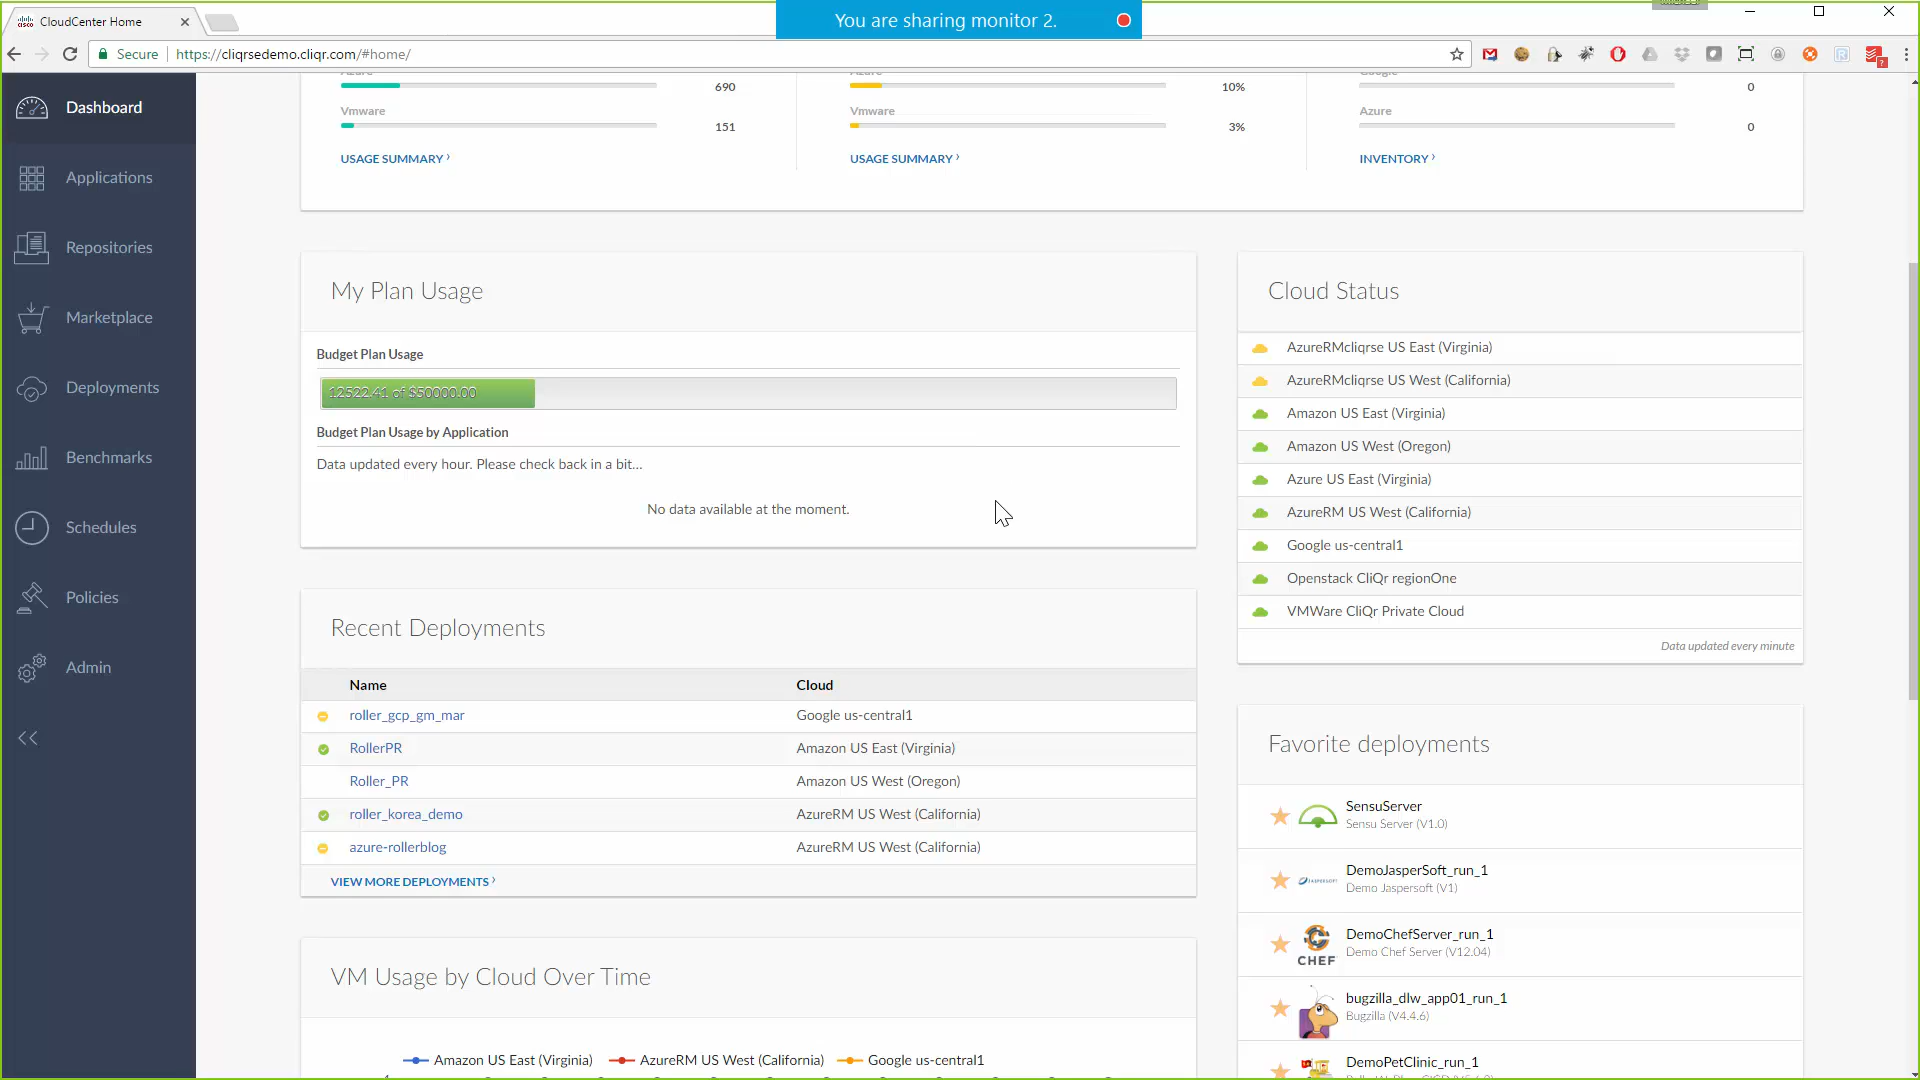 CloudCenter Home
You are sharing monitor 2.
Secure
https://cliqrsedemo.cliqr.com/#home/
Dashboard
Applications
Repositories
Marketplace
Deployments
Benchmarks
Schedules
Policies
Admin
Azure
690
Vmware
151
USAGE SUMMARY ›
Azure
10%
Vmware
3%
USAGE SUMMARY ›
Google
0
Azure
0
INVENTORY ›
My Plan Usage
Budget Plan Usage
12522.41 of $50000.00
Budget Plan Usage by Application
Data updated every hour. Please check back in a bit...
No data available at the moment.
Cloud Status
AzureRMcliqrse US East (Virginia)
AzureRMcliqrse US West (California)
Amazon US East (Virginia)
Amazon US West (Oregon)
Azure US East (Virginia)
AzureRM US West (California)
Google us-central1
Openstack CliQr regionOne
VMWare CliQr Private Cloud
Data updated every minute
Recent Deployments
Name Cloud
roller_gcp_gm_mar Google us-central1
RollerPR Amazon US East (Virginia)
Roller_PR Amazon US West (Oregon)
roller_korea_demo AzureRM US West (California)
azure-rollerblog AzureRM US West (California)
VIEW MORE DEPLOYMENTS ›
Favorite deployments
SensuServer
Sensu Server (V1.0)
DemoJasperSoft_run_1
Demo Jaspersoft (V1)
DemoChefServer_run_1
Demo Chef Server (V12.04)
CHEF
bugzilla_dlw_app01_run_1
Bugzilla (V4.4.6)
DemoPetClinic_run_1
VM Usage by Cloud Over Time
Amazon US East (Virginia) AzureRM US West (California) Google us-central1